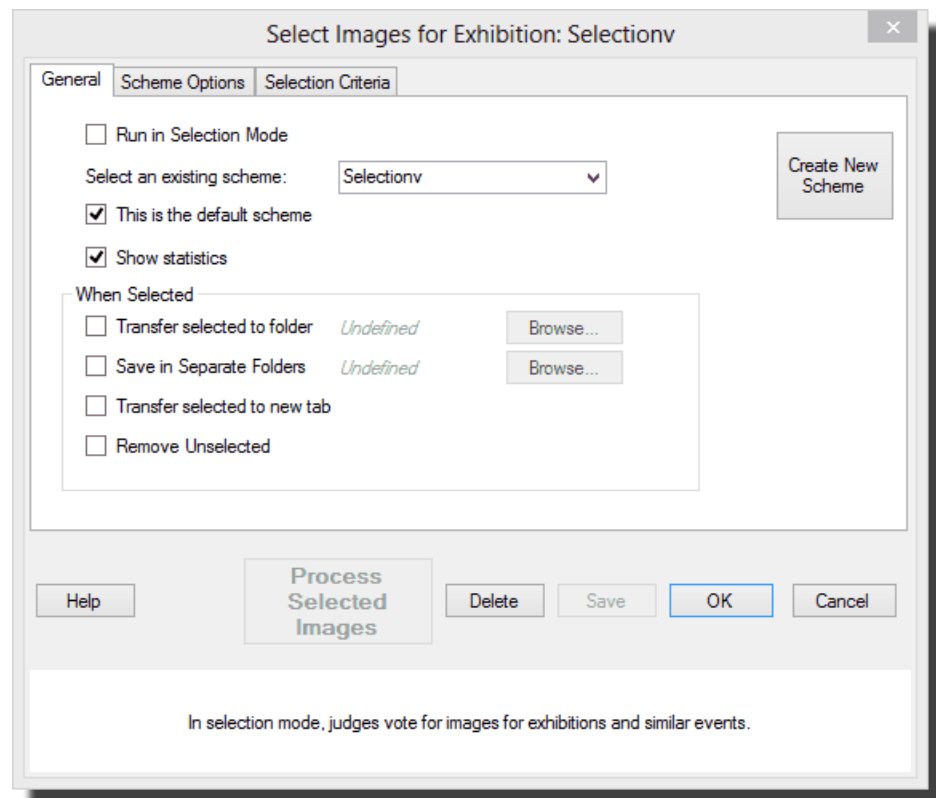 Select Images for Exhibition: Selectionv
General Scheme Options Selection Criteria
Run in Selection Mode
Create New
Scheme
Select an existing scheme: Selectionv
This is the default scheme
Show statistics
When Selected
Transfer selected to folder Undefined Browse...
Save in Separate Folders Undefined Browse...
Transfer selected to new tab
Remove Unselected
Help
Process
Selected
Images
Delete Save OK Cancel
In selection mode, judges vote for images for exhibitions and similar events.